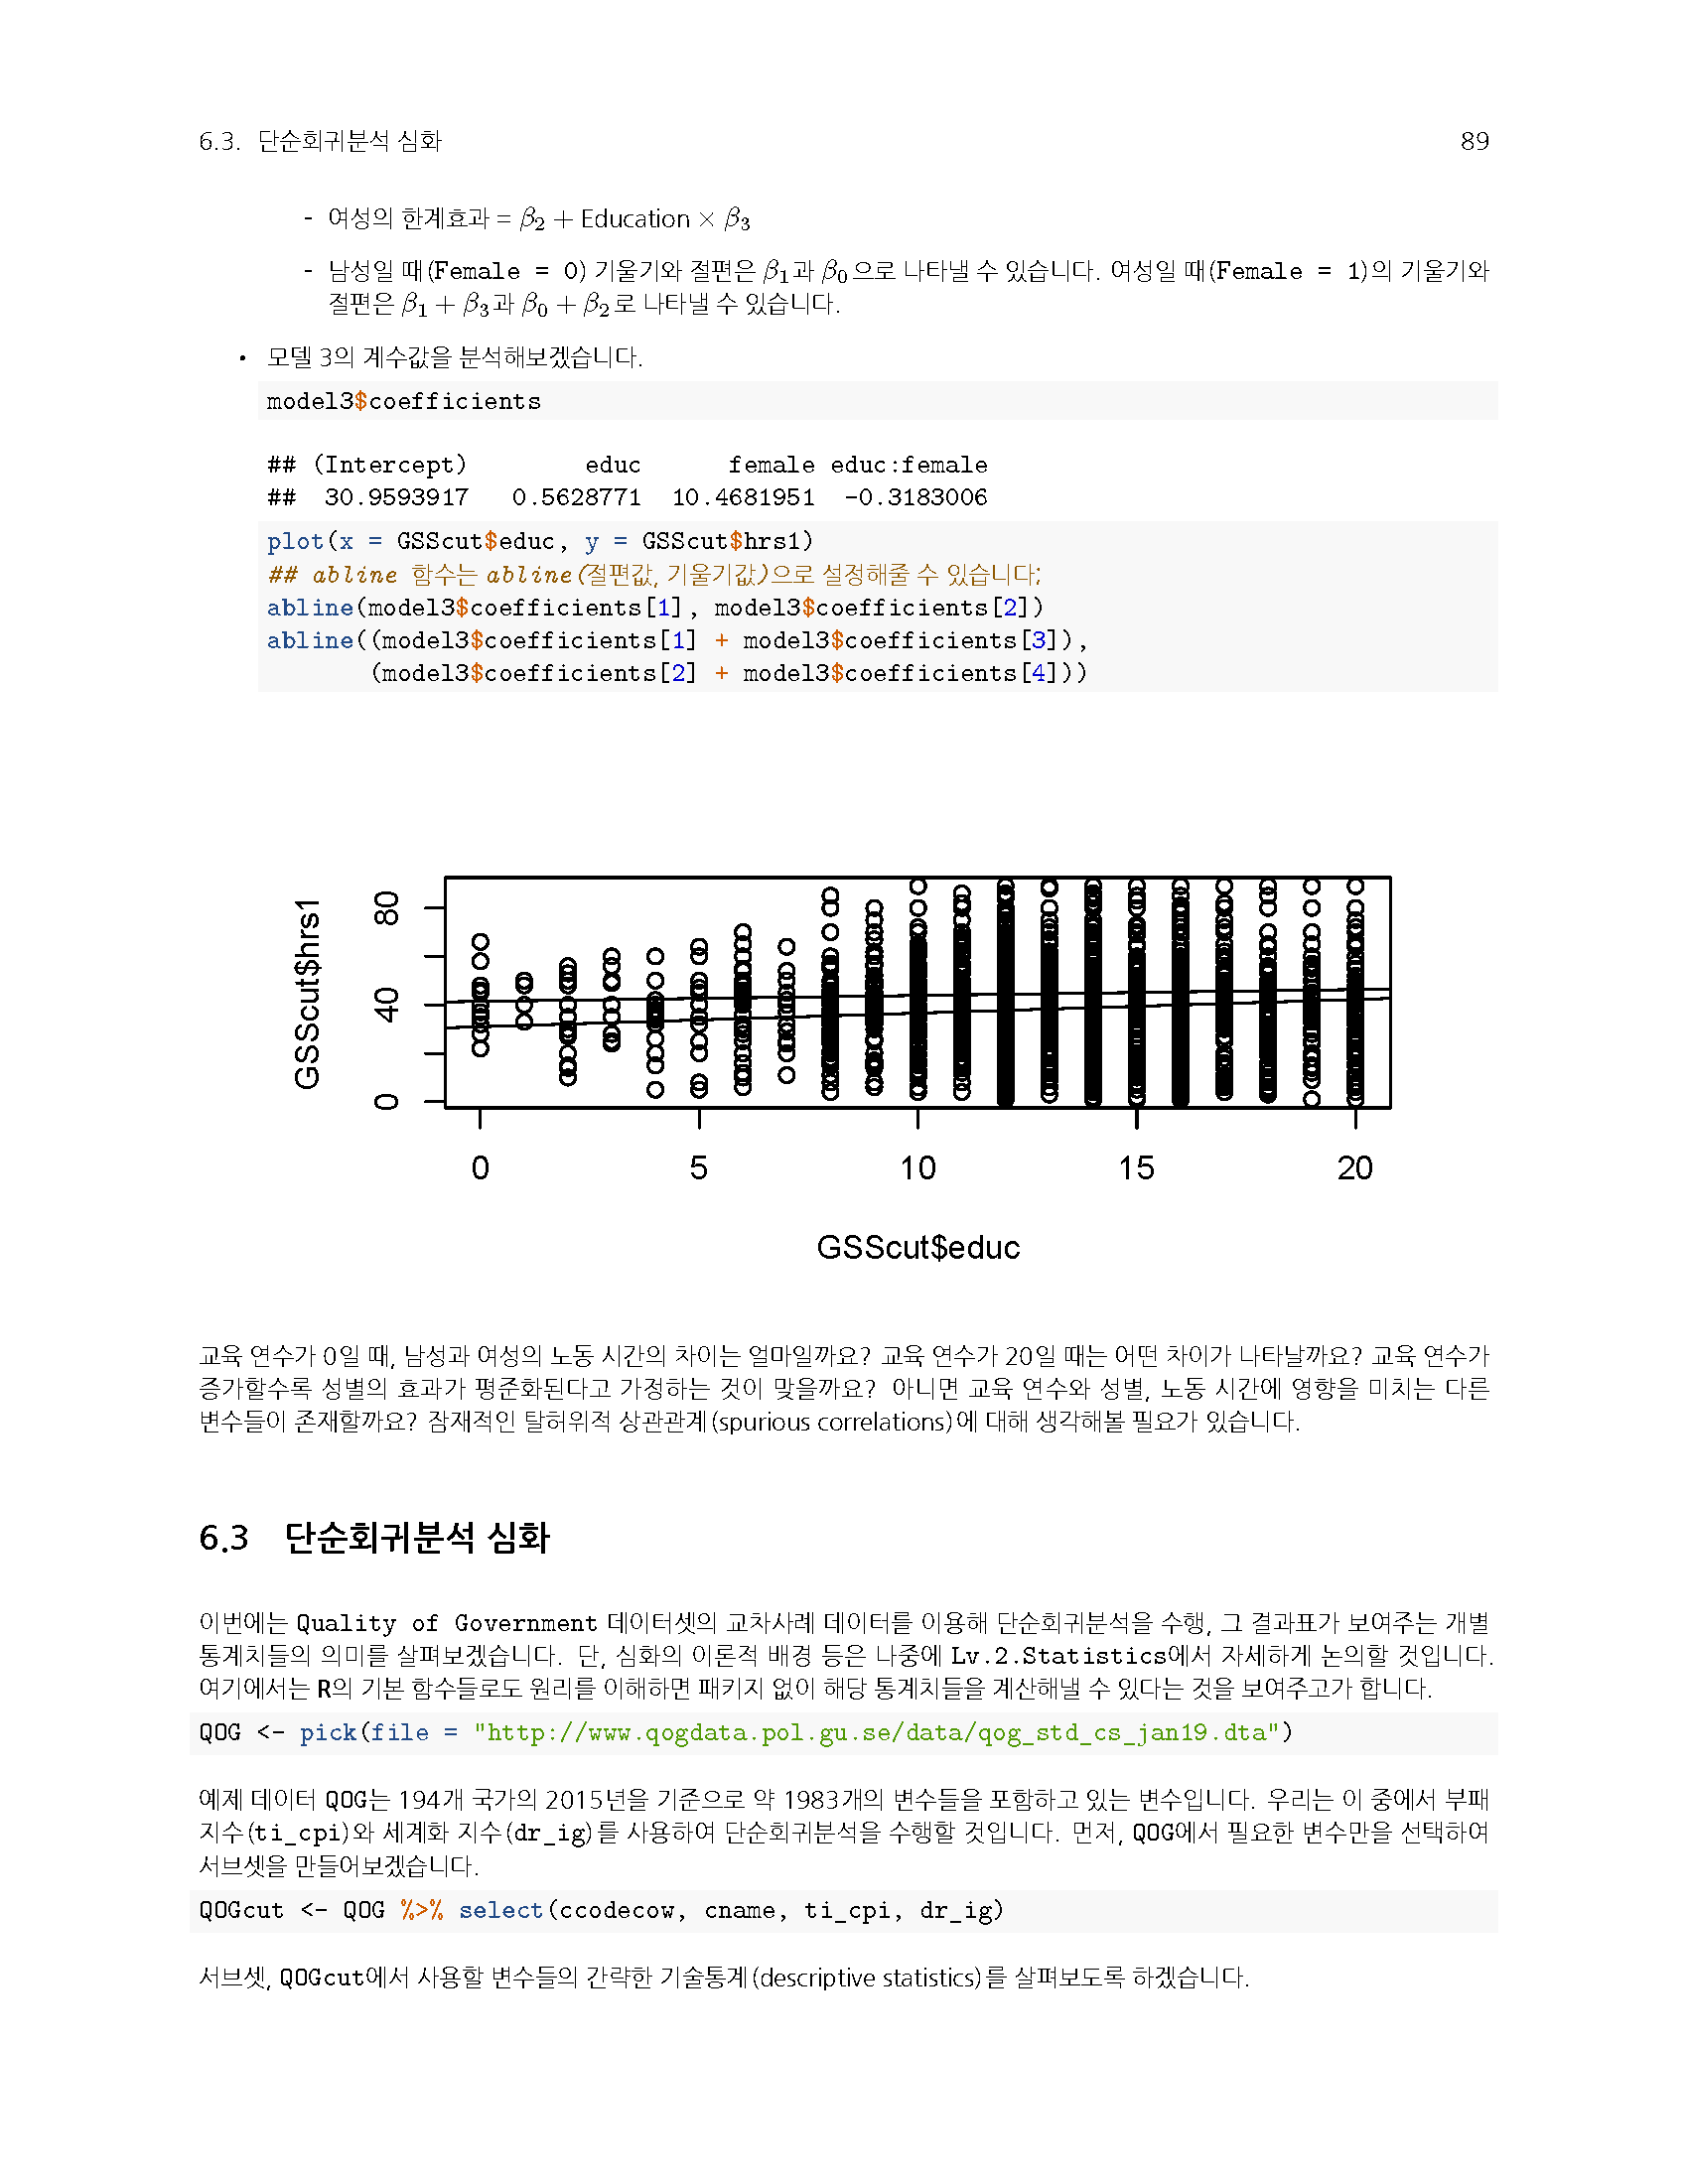 6.3. 단순회귀분석 심화 89
- 여성의 한계효과 = β₂ + Education × β₃
- 남성일 때(Female = 0) 기울기와 절편은 β₁과 β₀으로 나타낼 수 있습니다. 여성일 때(Female = 1)의 기울기와
절편은 β₁ + β₃과 β₀ + β₂로 나타낼 수 있습니다.
• 모델 3의 계수값을 분석해보겠습니다.
model3$coefficients
## (Intercept) educ female educ:female
## 30.9593917 0.5628771 10.4681951 -0.3183006
plot(x = GSScut$educ, y = GSScut$hrs1)
## abline 함수는 abline(절편값, 기울기값)으로 설정해줄 수 있습니다;
abline(model3$coefficients[1], model3$coefficients[2])
abline((model3$coefficients[1] + model3$coefficients[3]),
(model3$coefficients[2] + model3$coefficients[4]))
GSScut$hrs1
80
40
0
0 5 10 15 20
GSScut$educ
교육 연수가 0일 때, 남성과 여성의 노동 시간의 차이는 얼마일까요? 교육 연수가 20일 때는 어떤 차이가 나타날까요? 교육 연수가
증가할수록 성별의 효과가 평준화된다고 가정하는 것이 맞을까요? 아니면 교육 연수와 성별, 노동 시간에 영향을 미치는 다른
변수들이 존재할까요? 잠재적인 탈허위적 상관관계(spurious correlations)에 대해 생각해볼 필요가 있습니다.
6.3 단순회귀분석 심화
이번에는 Quality of Government 데이터셋의 교차사례 데이터를 이용해 단순회귀분석을 수행, 그 결과표가 보여주는 개별
통계치들의 의미를 살펴보겠습니다. 단, 심화의 이론적 배경 등은 나중에 Lv.2.Statistics에서 자세하게 논의할 것입니다.
여기에서는 R의 기본 함수들로도 원리를 이해하면 패키지 없이 해당 통계치들을 계산해낼 수 있다는 것을 보여주고가 합니다.
QOG <- pick(file = "http://www.qogdata.pol.gu.se/data/qog_std_cs_jan19.dta")
예제 데이터 QOG는 194개 국가의 2015년을 기준으로 약 1983개의 변수들을 포함하고 있는 변수입니다. 우리는 이 중에서 부패
지수(ti_cpi)와 세계화 지수(dr_ig)를 사용하여 단순회귀분석을 수행할 것입니다. 먼저, QOG에서 필요한 변수만을 선택하여
서브셋을 만들어보겠습니다.
QOGcut <- QOG %>% select(ccodecow, cname, ti_cpi, dr_ig)
서브셋, QOGcut에서 사용할 변수들의 간략한 기술통계(descriptive statistics)를 살펴보도록 하겠습니다.